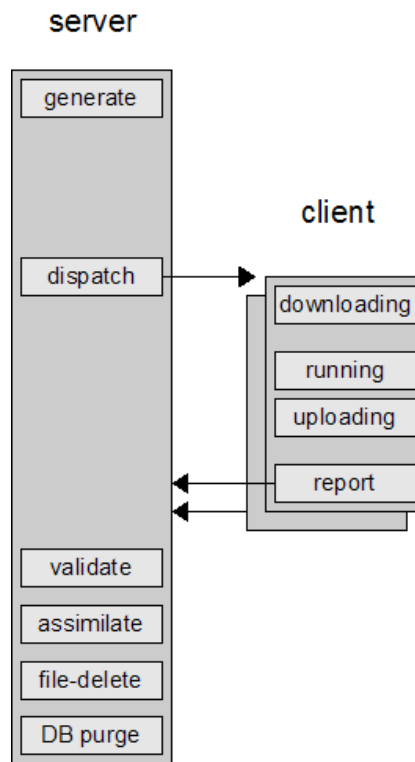 server
generate
dispatch
client
downloading
running
uploading
report
validate
assimilate
file-delete
DB purge